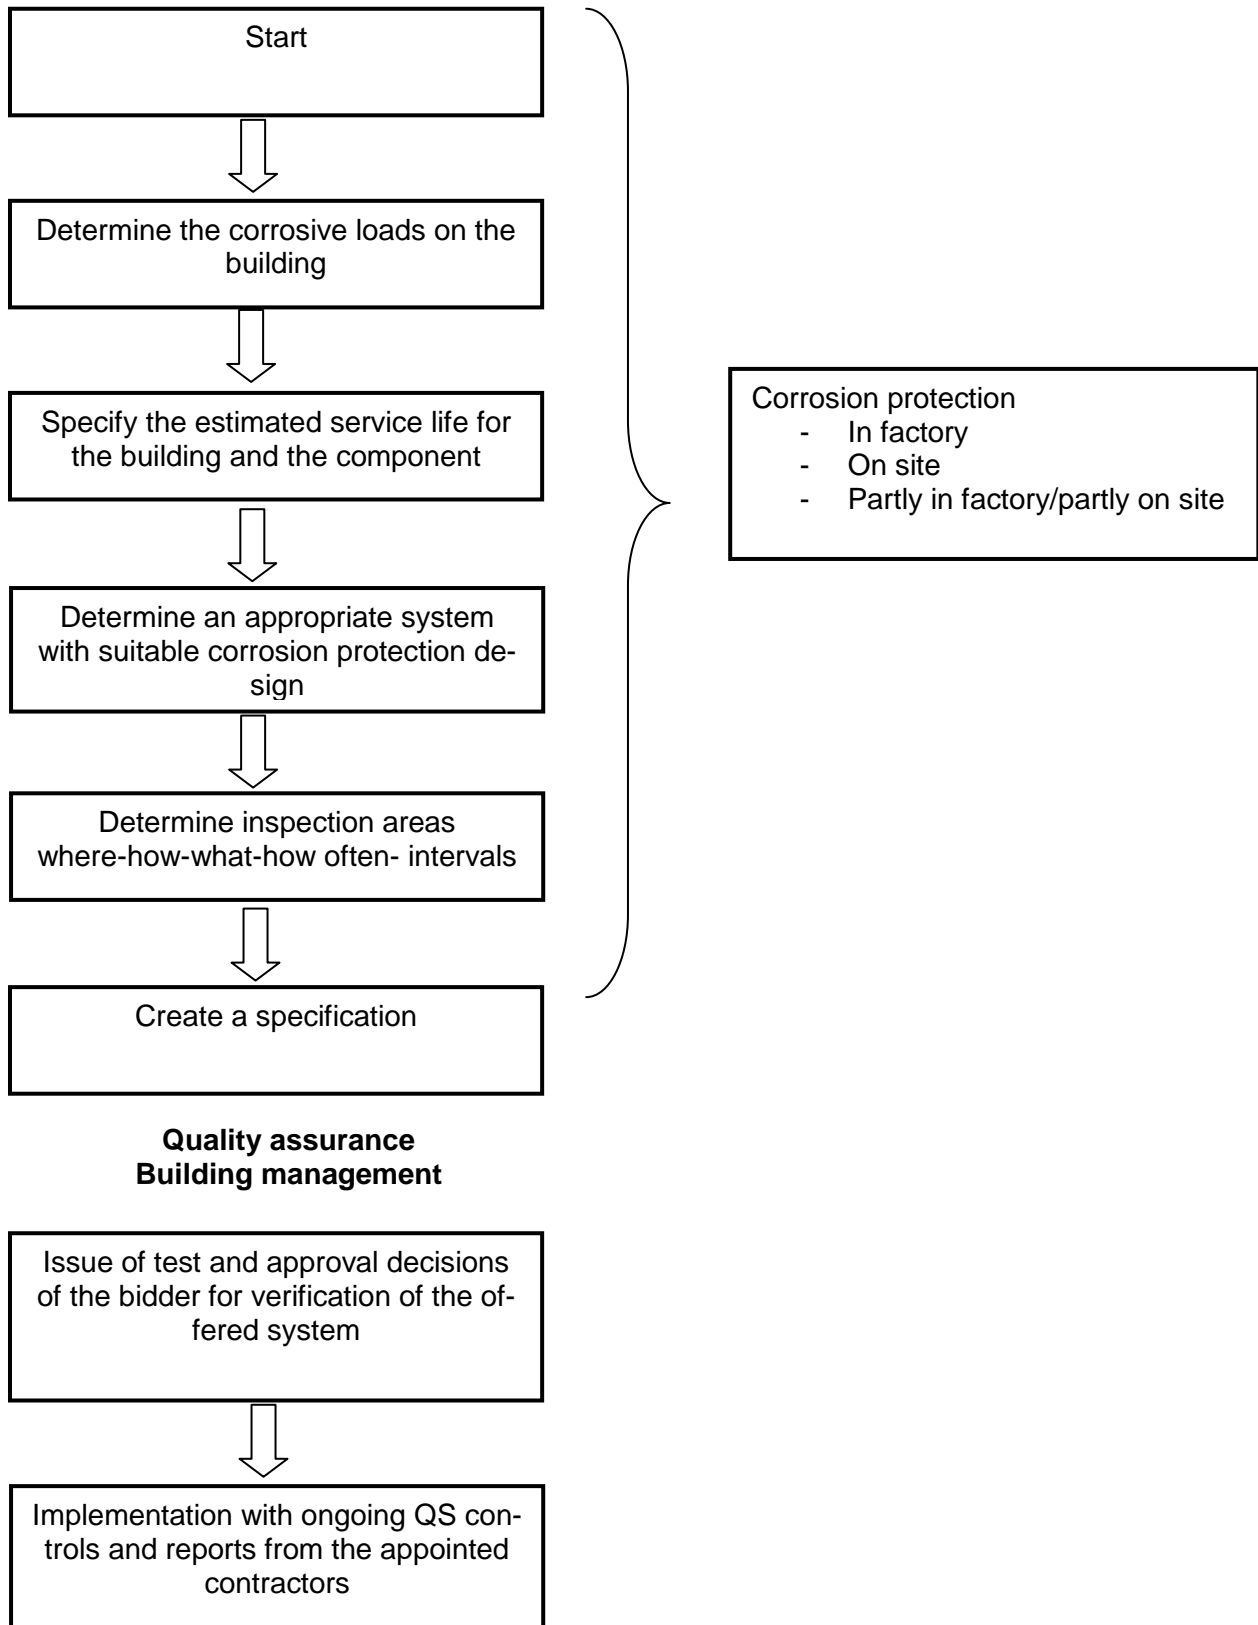 Start
Determine the corrosive loads on the
building
Specify the estimated service life for
the building and the component
Determine an appropriate system
with suitable corrosion protection de-
sign
Determine inspection areas
where-how-what-how often- intervals
Create a specification
Corrosion protection
- In factory
- On site
- Partly in factory/partly on site
Quality assurance
Building management
Issue of test and approval decisions
of the bidder for verification of the of-
fered system
Implementation with ongoing QS con-
trols and reports from the appointed
contractors